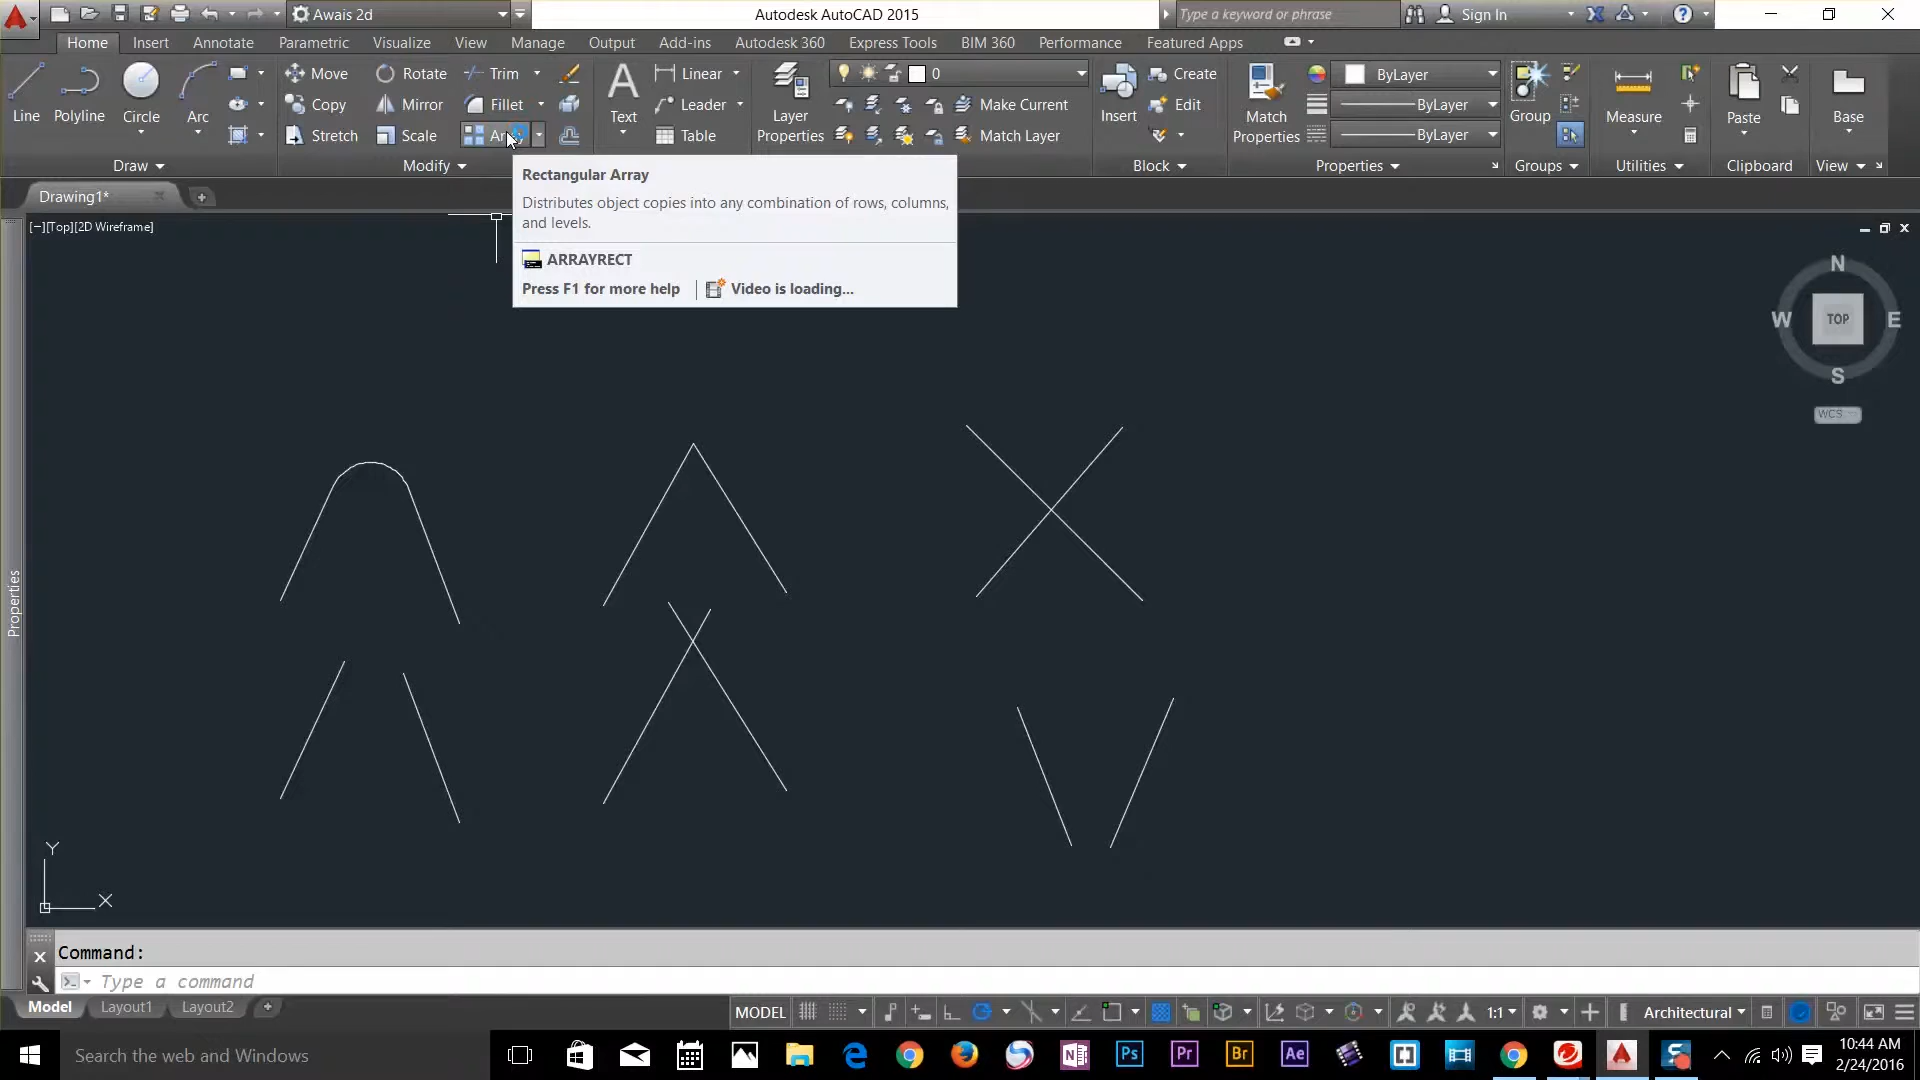 Awais 2d
Autodesk AutoCAD 2015
Type a keyword or phrase
Sign In
Home Insert Annotate Parametric Visualize View Manage Output Add-ins Autodesk 360 Express Tools BIM 360 Performance Featured Apps
Line
Polyline
Circle
Arc
Draw
Move
Rotate
Trim
Copy
Mirror
Fillet
Stretch
Scale
Modify
Text
Linear
Leader
Table
Layer
Properties
0
Make Current
Match Layer
Insert
Create
Edit
Block
Match
Properties
ByLayer
ByLayer
ByLayer
Properties
Group
Groups
Measure
Utilities
Paste
Clipboard
Base
View
Drawing1*
[−][Top][2D Wireframe]
Rectangular Array
Distributes object copies into any combination of rows, columns,
and levels.
ARRAYRECT
Press F1 for more help
Video is loading...
N
W
TOP
E
S
WCS
Properties
Y
X
Command:
Type a command
Model Layout1 Layout2
MODEL
1:1
Architectural
Search the web and Windows
Ps
Pr
Br
Ae
10:44 AM
2/24/2016